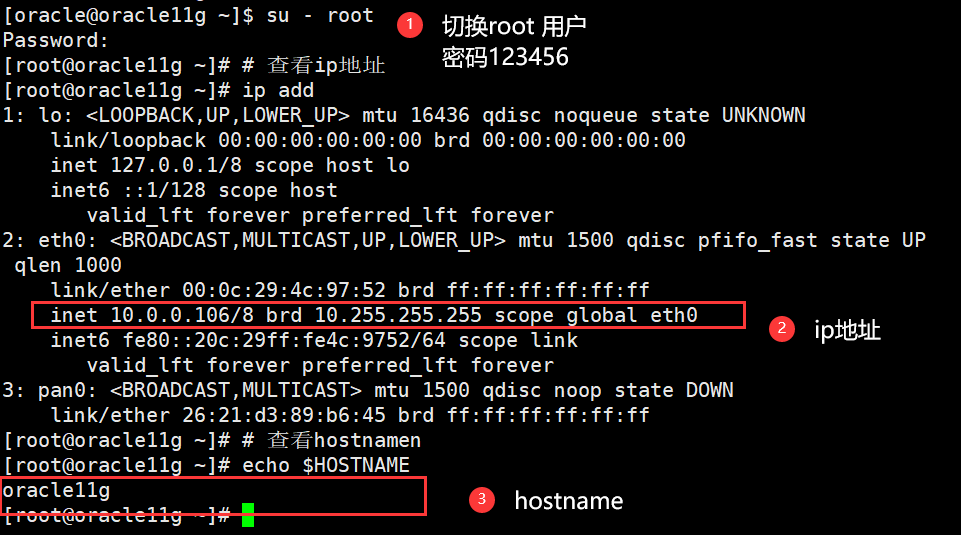 [oracle@oracle11g ~]$ su - root
1 切换root 用户
Password:
密码123456
[root@oracle11g ~]# # 查看ip地址
[root@oracle11g ~]# ip add
1: lo: <LOOPBACK,UP,LOWER_UP> mtu 16436 qdisc noqueue state UNKNOWN
link/loopback 00:00:00:00:00:00 brd 00:00:00:00:00:00
inet 127.0.0.1/8 scope host lo
inet6 ::1/128 scope host
valid_lft forever preferred_lft forever
2: eth0: <BROADCAST,MULTICAST,UP,LOWER_UP> mtu 1500 qdisc pfifo_fast state UP
qlen 1000
link/ether 00:0c:29:4c:97:52 brd ff:ff:ff:ff:ff:ff
inet 10.0.0.106/8 brd 10.255.255.255 scope global eth0
2 ip地址
inet6 fe80::20c:29ff:fe4c:9752/64 scope link
valid_lft forever preferred_lft forever
3: pan0: <BROADCAST,MULTICAST> mtu 1500 qdisc noop state DOWN
link/ether 26:21:d3:89:b6:45 brd ff:ff:ff:ff:ff:ff
[root@oracle11g ~]# # 查看hostnamen
[root@oracle11g ~]# echo $HOSTNAME
oracle11g
3 hostname
[root@oracle11g ~]#